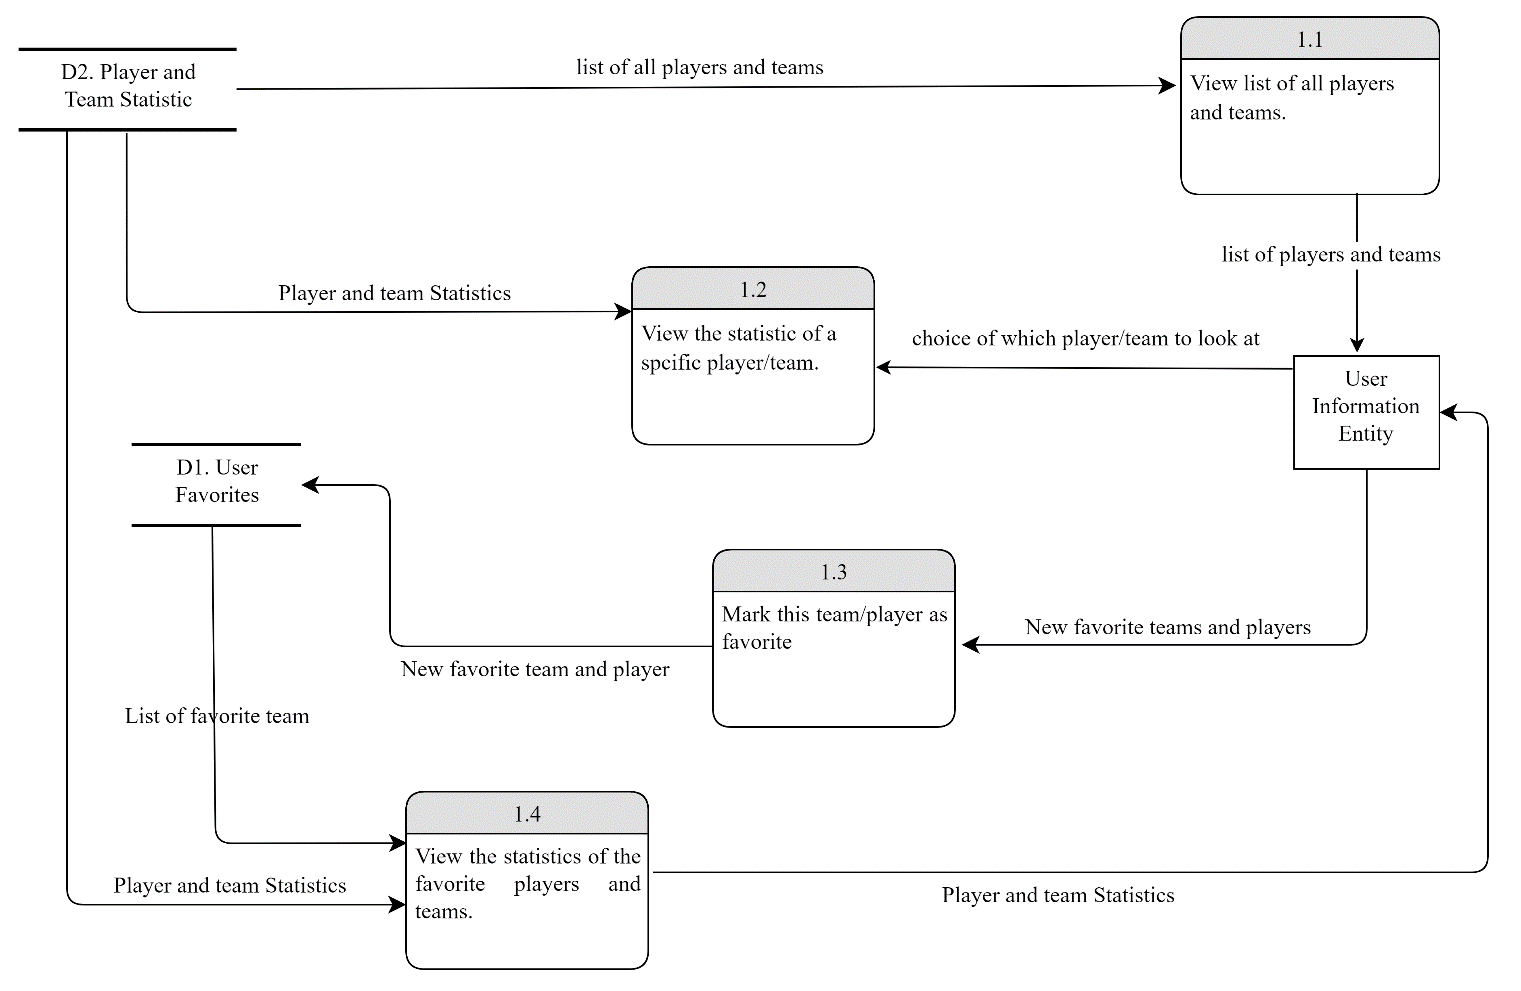 1.1
D2. Player and
Team Statistic
list of all players and teams
View list of all players
and teams.
list of players and teams
1.2
Player and team Statistics
View the statistic of a
spcific player/team.
choice of which player/team to look at
User
Information
Entity
D1. User
Favorites
1.3
Mark this team/player as
favorite
New favorite teams and players
New favorite team and player
List of favorite team
1.4
View the statistics of the
favorite players and
teams.
Player and team Statistics
Player and team Statistics